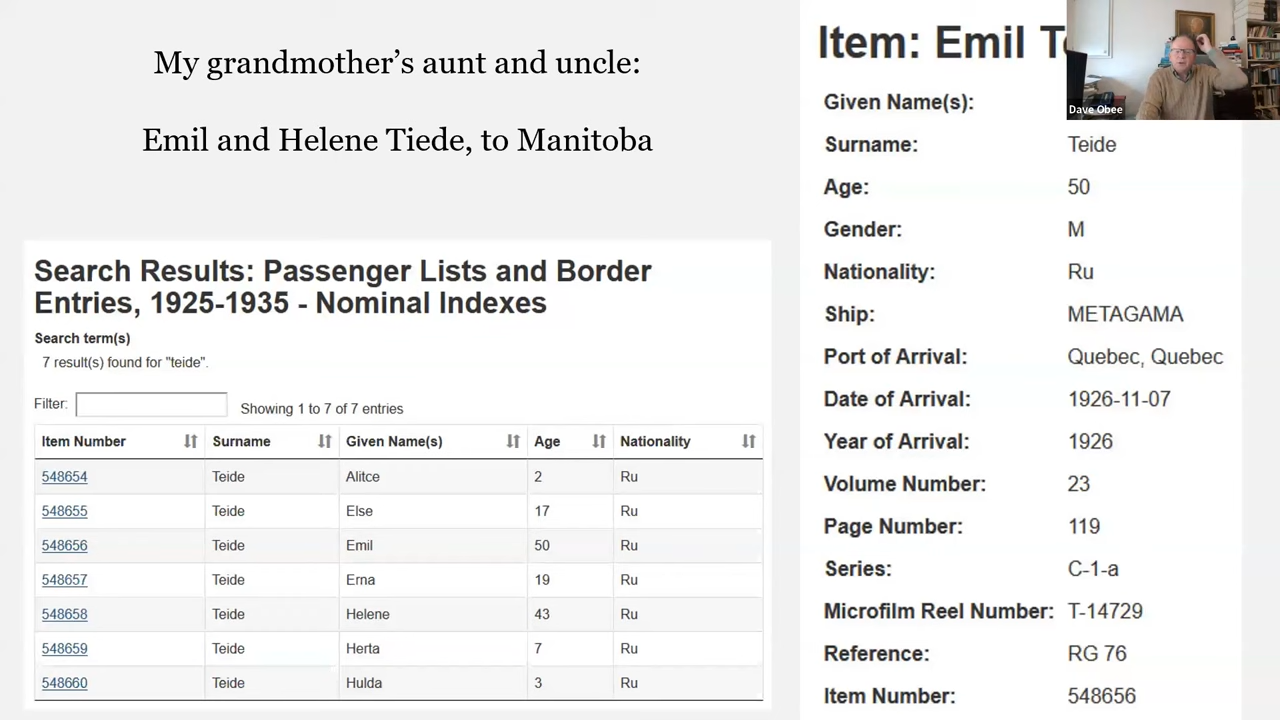 My grandmother’s aunt and uncle:
Emil and Helene Tiede, to Manitoba
Search Results: Passenger Lists and Border
Entries, 1925-1935 - Nominal Indexes
Search term(s)
7 result(s) found for "teide".
Filter:
Showing 1 to 7 of 7 entries
Item Number Surname Given Name(s) Age Nationality
548654 Teide Alitce 2 Ru
548655 Teide Else 17 Ru
548656 Teide Emil 50 Ru
548657 Teide Erna 19 Ru
548658 Teide Helene 43 Ru
548659 Teide Herta 7 Ru
548660 Teide Hulda 3 Ru
Item: Emil
Dave Obee
Given Name(s):
Surname: Teide
Age: 50
Gender: M
Nationality: Ru
Ship: METAGAMA
Port of Arrival: Quebec, Quebec
Date of Arrival: 1926-11-07
Year of Arrival: 1926
Volume Number: 23
Page Number: 119
Series: C-1-a
Microfilm Reel Number: T-14729
Reference: RG 76
Item Number: 548656